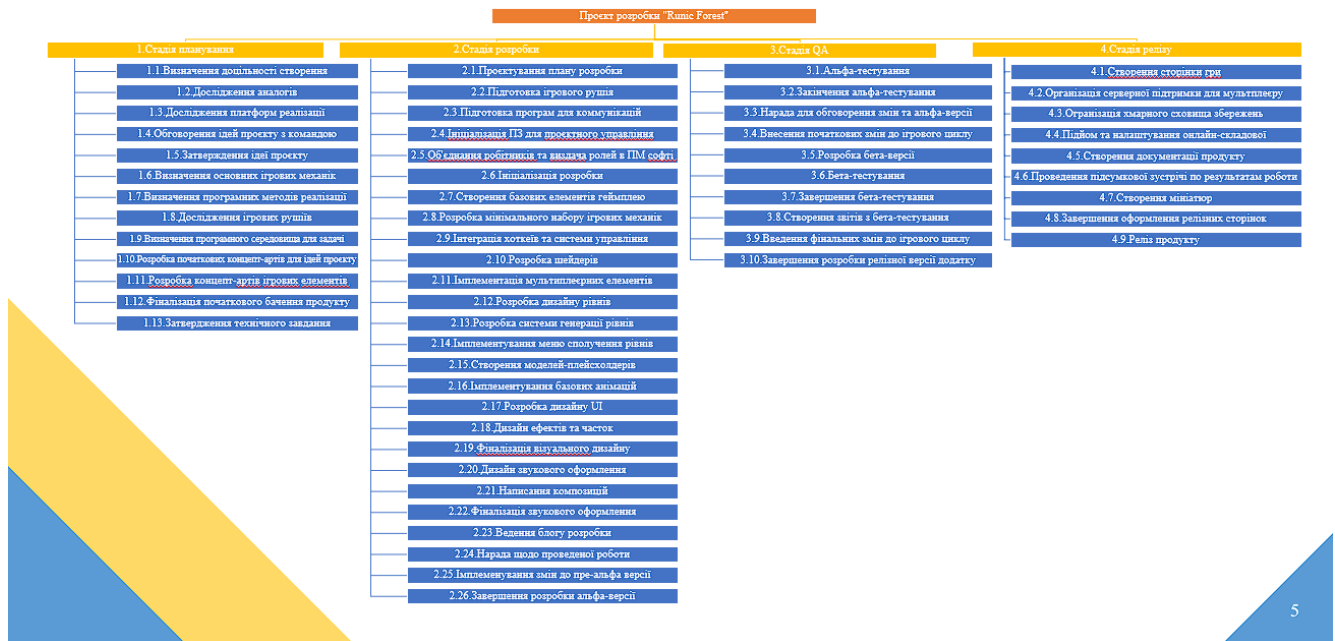 Проєкт розробки "Runic Forest"
1.Стадія планування
1.1.Визначення доцільності створення
1.2.Дослідження аналогів
1.3.Дослідження платформ реалізації
1.4.Обговорення ідей проєкту з командою
1.5.Затверждення ідеї проєкту
1.6.Визначення основних ігрових механік
1.7.Визначення програмних методів реалізації
1.8.Дослідження ігрових рушіїв
1.9.Визначення програмного середовища для задачі
1.10.Розробка початкових концепт-артів для ідей проєкту
1.11.Розробка концепт-артів ігрових елементів
1.12.Фіналізація початкового бачення продукту
1.13.Затвердження технічного завдання
2.Стадія розробки
2.1.Проєктування плану розробки
2.2.Підготовка ігрового рушія
2.3.Підготовка програм для коммунікацій
2.4.Ініціалізація ПЗ для проєктного управління
2.5.Об'єднання робітників та видача ролей в ПМ софті
2.6.Ініціалізація розробки
2.7.Створення базових елементів геймплею
2.8.Розробка мінімального набору ігрових механік
2.9.Інтеграція хоткеїв та системи управління
2.10.Розробка шейдерів
2.11.Імплементація мультиплеєрних елементів
2.12.Розробка дизайну рівнів
2.13.Розробка системи генерації рівнів
2.14.Імплементування меню сполучення рівнів
2.15.Створення моделей-плейсхолдерів
2.16.Імплементування базових анімацій
2.17.Розробка дизайну UI
2.18.Дизайн ефектів та часток
2.19.Фіналізація візуального дизайну
2.20.Дизайн звукового оформлення
2.21.Написання композицій
2.22.Фіналізація звукового оформлення
2.23.Ведення блогу розробки
2.24.Нарада щодо проведеної роботи
2.25.Імплеменування змін до пре-альфа версії
2.26.Завершення розробки альфа-версії
3.Стадія QA
3.1.Альфа-тестування
3.2.Закінчення альфа-тестування
3.3.Нарада для обговорення змін та альфа-версії
3.4.Внесення початкових змін до ігрового циклу
3.5.Розробка бета-версії
3.6.Бета-тестування
3.7.Завершення бета-тестування
3.8.Створення звітів з бета-тестування
3.9.Введення фінальних змін до ігрового циклу
3.10.Завершення розробки релізної версії додатку
4.Стадія релізу
4.1.Створення сторінки гри
4.2.Організація серверної підтримки для мультплеєру
4.3.Огранізація хмарного сховища збережень
4.4.Підйом та налаштування онлайн-складової
4.5.Створення документації продукту
4.6.Проведення підсумкової зустрічі по результатам роботи
4.7.Створення мініатюр
4.8.Завершення оформлення релізних сторінок
4.9.Реліз продукту
5